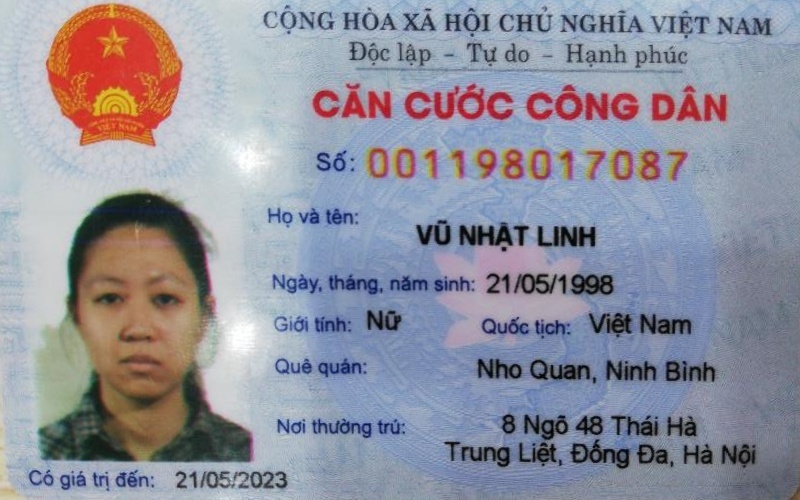 CỘNG HÒA XÃ HỘI CHỦ NGHĨA VIỆT NAM
Độc lập - Tự do - Hạnh phúc
CĂN CƯỚC CÔNG DÂN
Số: 001198017087
Họ và tên: VŨ NHẬT LINH
Ngày, tháng, năm sinh: 21/05/1998
Giới tính: Nữ Quốc tịch: Việt Nam
Quê quán: Nho Quan, Ninh Bình
Nơi thường trú: 8 Ngõ 48 Thái Hà
Trung Liệt, Đống Đa, Hà Nội
Có giá trị đến: 21/05/2023
VIỆT NAM